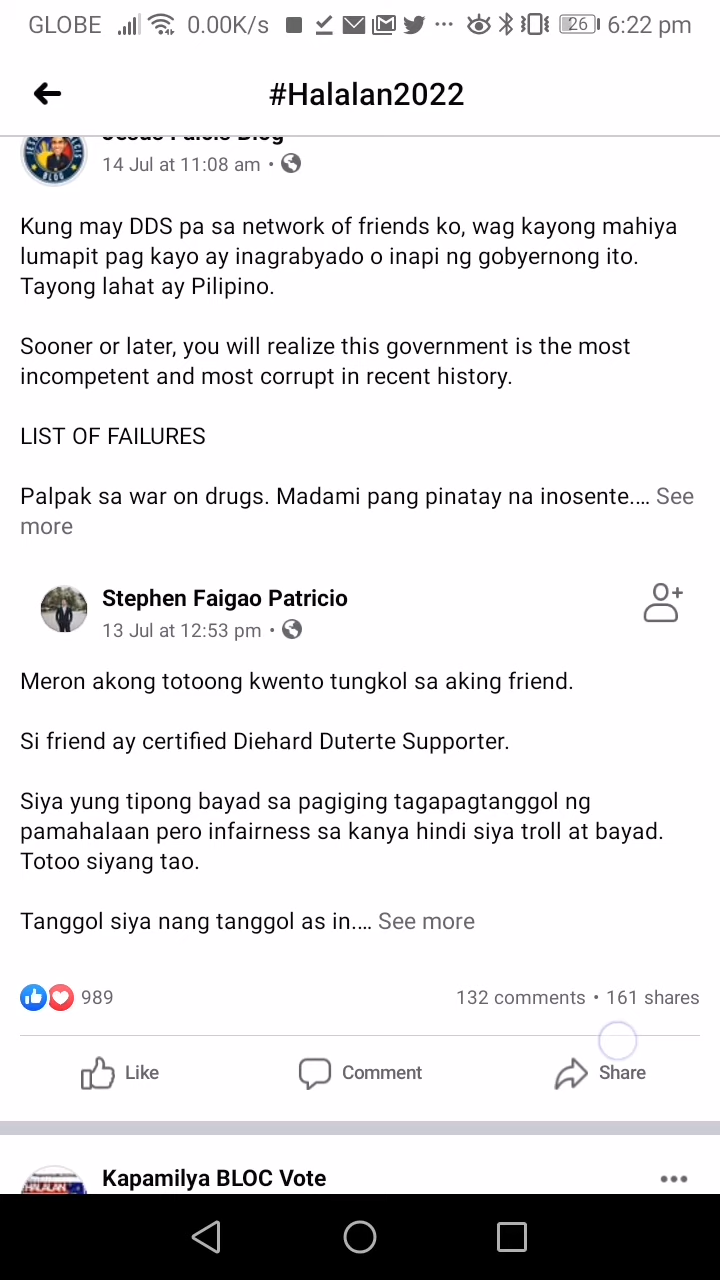 GLOBE 0.00K/s 26 6:22 pm
#Halalan2022
Jesus Falcis Blog
14 Jul at 11:08 am •
Kung may DDS pa sa network of friends ko, wag kayong mahiya
lumapit pag kayo ay inagrabyado o inapi ng gobyernong ito.
Tayong lahat ay Pilipino.
Sooner or later, you will realize this government is the most
incompetent and most corrupt in recent history.
LIST OF FAILURES
Palpak sa war on drugs. Madami pang pinatay na inosente.... See
more
Stephen Faigao Patricio
13 Jul at 12:53 pm •
Meron akong totoong kwento tungkol sa aking friend.
Si friend ay certified Diehard Duterte Supporter.
Siya yung tipong bayad sa pagiging tagapagtanggol ng
pamahalaan pero infairness sa kanya hindi siya troll at bayad.
Totoo siyang tao.
Tanggol siya nang tanggol as in.... See more
989 132 comments • 161 shares
Like Comment Share
Kapamilya BLOC Vote
HALALAN